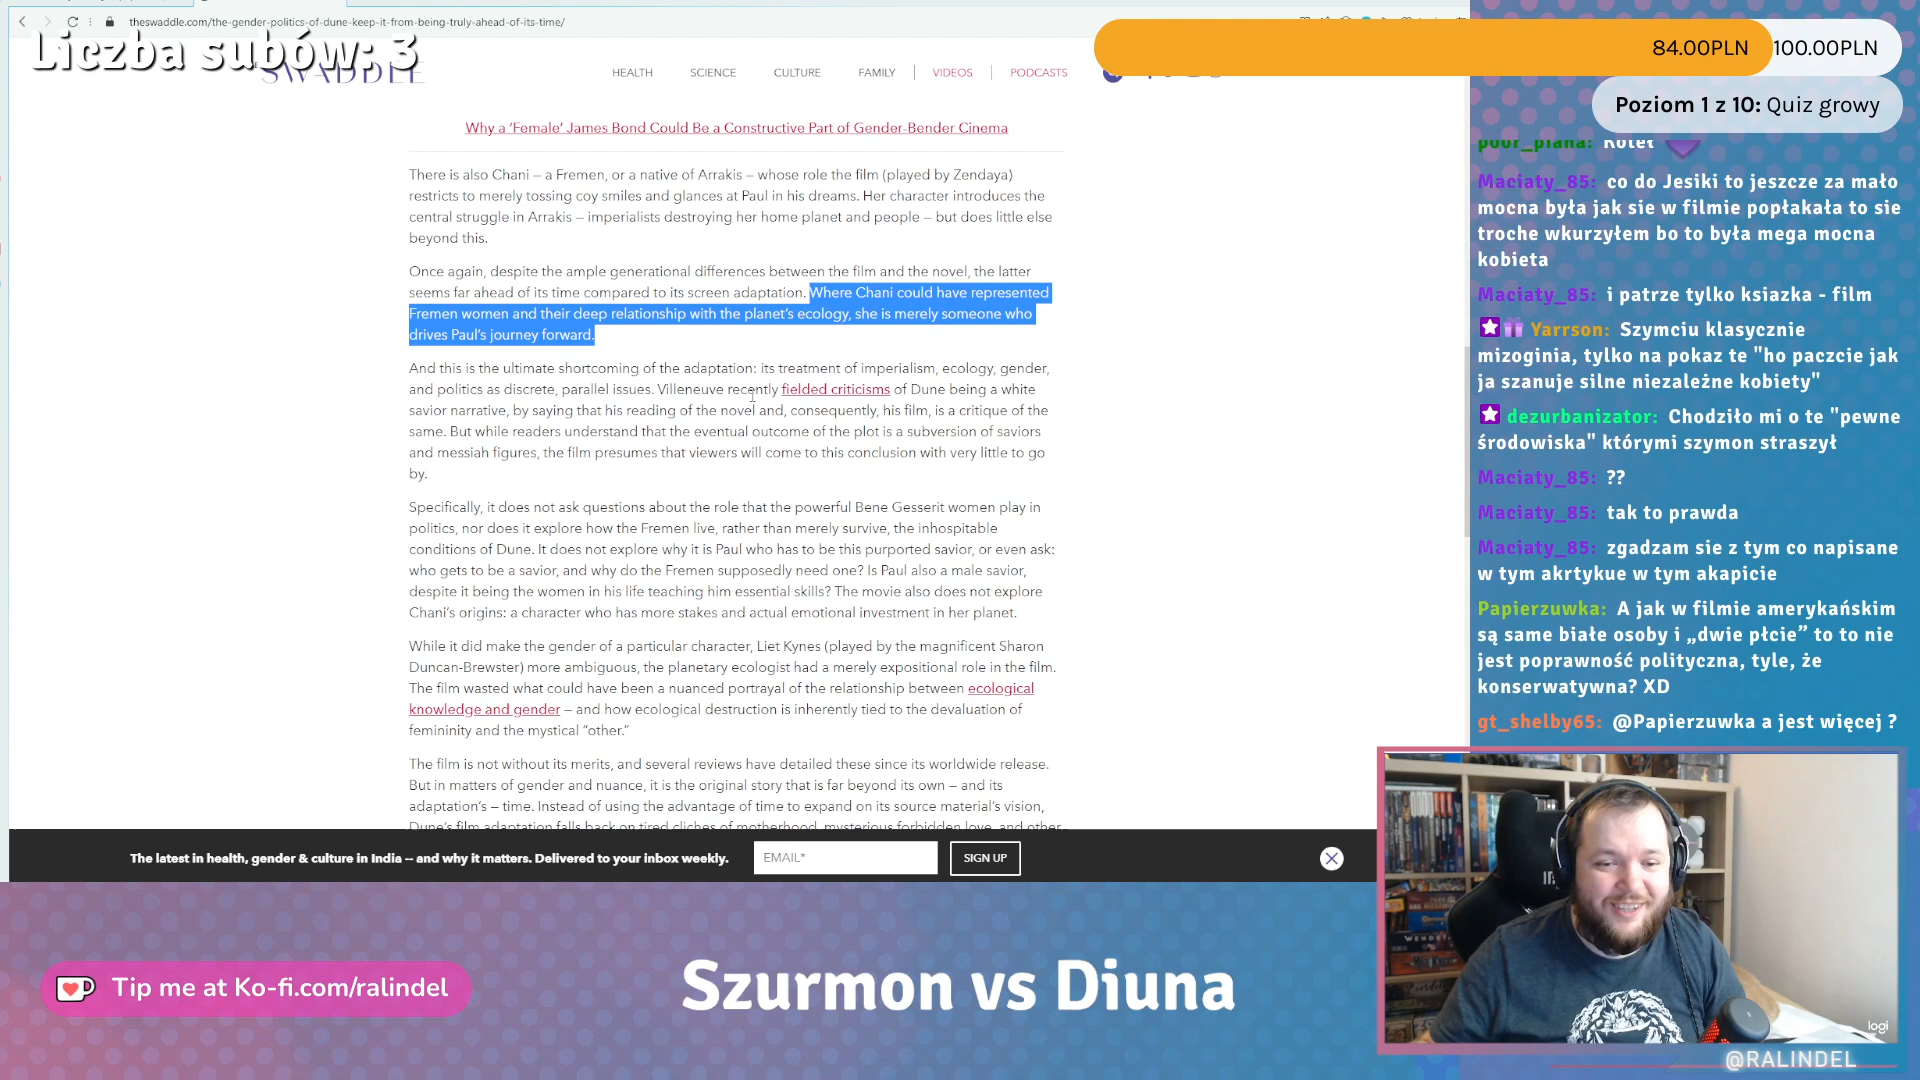 theswaddle.com/the-gender-politics-of-dune-keep-it-from-being-truly-ahead-of-its-time/
Liczba subów: 3
SWADDLE
HEALTH SCIENCE CULTURE FAMILY VIDEOS PODCASTS
84.00PLN 100.00PLN
Poziom 1 z 10: Quiz growy
Why a ‘Female’ James Bond Could Be a Constructive Part of Gender-Bender Cinema
There is also Chani – a Fremen, or a native of Arrakis – whose role the film (played by Zendaya)
restricts to merely tossing coy smiles and glances at Paul in his dreams. Her character introduces the
central struggle in Arrakis – imperialists destroying her home planet and people – but does little else
beyond this.
Once again, despite the ample generational differences between the film and the novel, the latter
seems far ahead of its time compared to its screen adaptation. Where Chani could have represented
Fremen women and their deep relationship with the planet’s ecology, she is merely someone who
drives Paul’s journey forward.
And this is the ultimate shortcoming of the adaptation: its treatment of imperialism, ecology, gender,
and politics as discrete, parallel issues. Villeneuve recently fielded criticisms of Dune being a white
savior narrative, by saying that his reading of the novel and, consequently, his film, is a critique of the
same. But while readers understand that the eventual outcome of the plot is a subversion of saviors
and messiah figures, the film presumes that viewers will come to this conclusion with very little to go
by.
Specifically, it does not ask questions about the role that the powerful Bene Gesserit women play in
politics, nor does it explore how the Fremen live, rather than merely survive, the inhospitable
conditions of Dune. It does not explore why it is Paul who has to be this purported savior, or even ask:
who gets to be a savior, and why do the Fremen supposedly need one? Is Paul also a male savior,
despite it being the women in his life teaching him essential skills? The movie also does not explore
Chani’s origins: a character who has more stakes and actual emotional investment in her planet.
While it did make the gender of a particular character, Liet Kynes (played by the magnificent Sharon
Duncan-Brewster) more ambiguous, the planetary ecologist had a merely expositional role in the film.
The film wasted what could have been a nuanced portrayal of the relationship between ecological
knowledge and gender – and how ecological destruction is inherently tied to the devaluation of
femininity and the mystical “other.”
The film is not without its merits, and several reviews have detailed these since its worldwide release.
But in matters of gender and nuance, it is the original story that is far beyond its own – and its
adaptation’s – time. Instead of using the advantage of time to expand on its source material’s vision,
Dune’s film adaptation falls back on tired cliches of motherhood, mysterious forbidden love, and other
The latest in health, gender & culture in India -- and why it matters. Delivered to your inbox weekly.
EMAIL*
SIGN UP
poor_piana: Koteł
Maciaty_85: co do Jesiki to jeszcze za mało
mocna była jak sie w filmie popłakała to sie
troche wkurzyłem bo to była mega mocna
kobieta
Maciaty_85: i patrze tylko ksiazka - film
Yarrson: Szymciu klasycznie
mizoginia, tylko na pokaz te "ho paczcie jak
ja szanuje silne niezależne kobiety"
dezurbanizator: Chodziło mi o te "pewne
środowiska" którymi szymon straszył
Maciaty_85: ??
Maciaty_85: tak to prawda
Maciaty_85: zgadzam sie z tym co napisane
w tym akrtykue w tym akapicie
Papierzuwka: A jak w filmie amerykańskim
są same białe osoby i „dwie płcie” to to nie
jest poprawność polityczna, tyle, że
konserwatywna? XD
gt_shelby65: @Papierzuwka a jest więcej ?
Tip me at Ko-fi.com/ralindel
Szurmon vs Diuna
logi
@RALINDEL